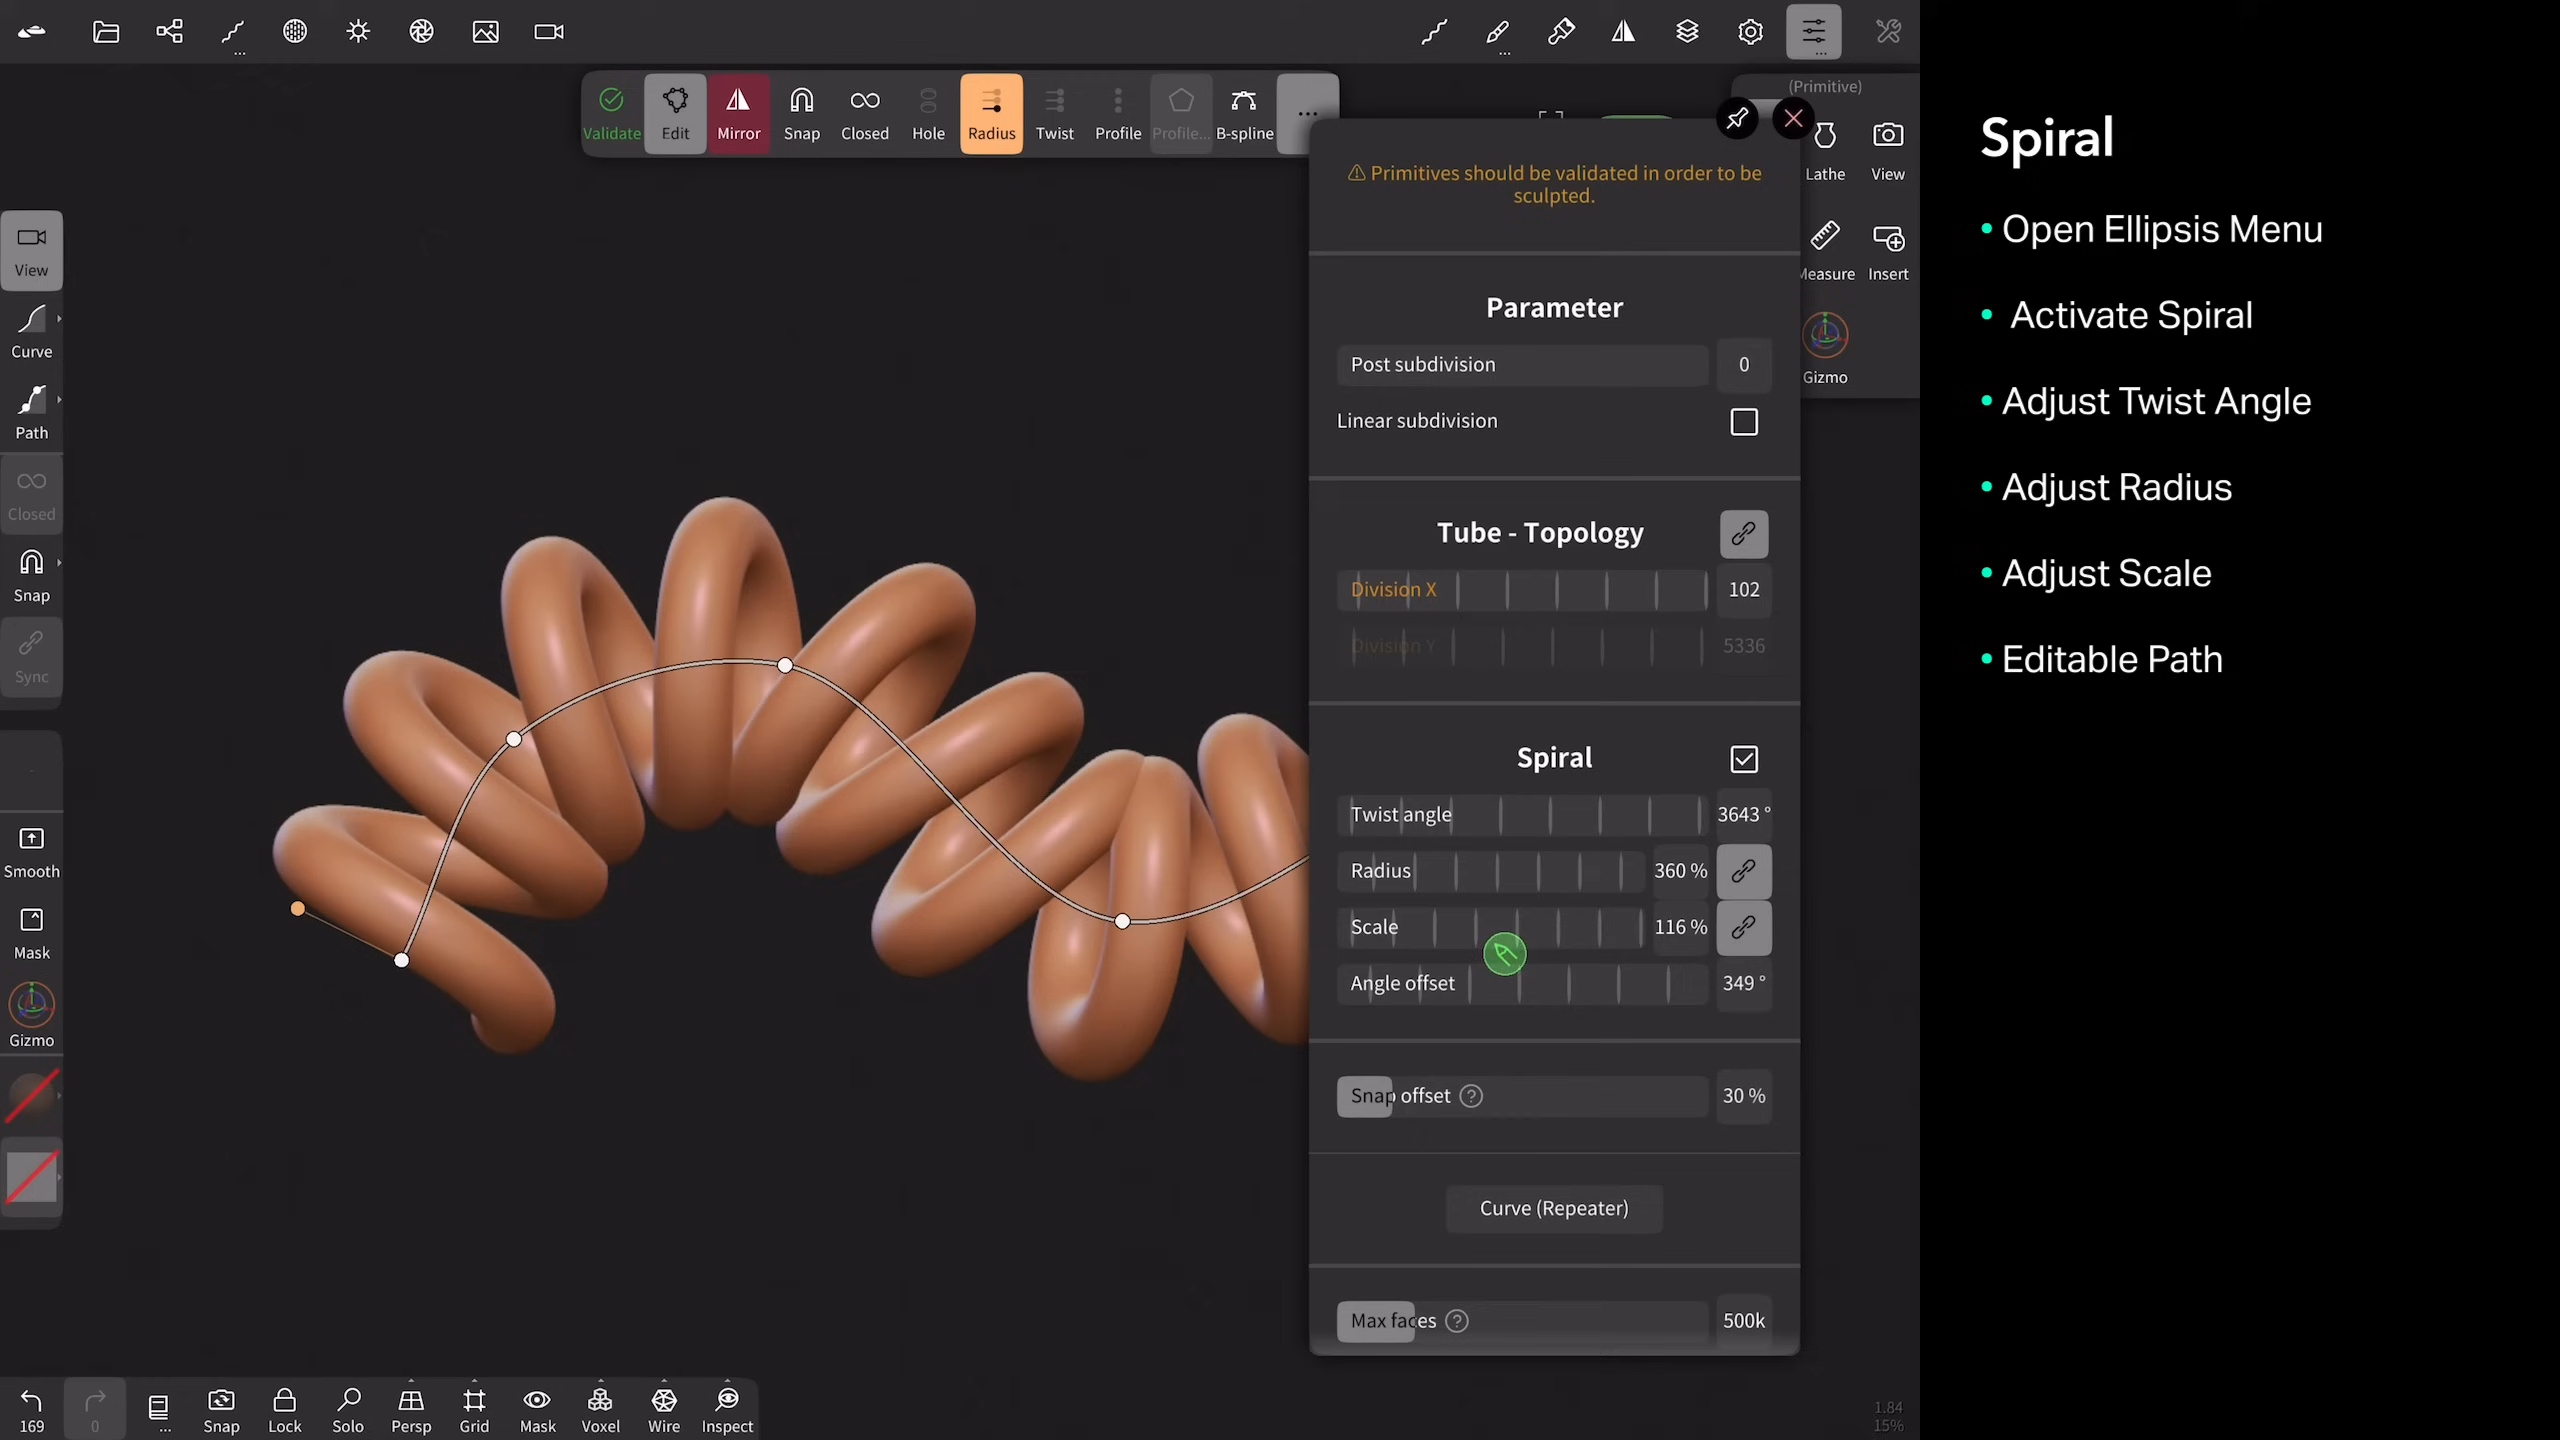 Validate
Edit
Mirror
Snap
Closed
Hole
Radius
Twist
Profile
Profile...
B-spline
...
(Primitive)
Lathe
View
Measure
Insert
Gizmo
View
Curve
Path
Closed
Snap
Sync
Smooth
Mask
Gizmo
Primitives should be validated in order to be
sculpted.
Parameter
Post subdivision 0
Linear subdivision
Tube - Topology
Division X 102
Division Y 5336
Spiral
Twist angle 3643 °
Radius 360 %
Scale 116 %
Angle offset 349 °
Snap offset ? 30 %
Curve (Repeater)
Max faces ? 500k
169
0
...
Snap
Lock
Solo
Persp
Grid
Mask
Voxel
Wire
Inspect
1.84
15%
Spiral
• Open Ellipsis Menu
• Activate Spiral
• Adjust Twist Angle
• Adjust Radius
• Adjust Scale
• Editable Path